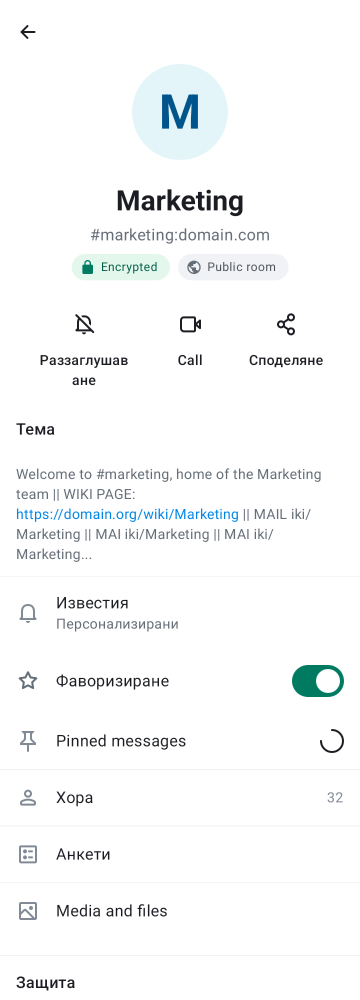 M
Marketing
#marketing:domain.com
Encrypted
Public room
Раззаглушав
ане
Call
Споделяне
Тема
Welcome to #marketing, home of the Marketing
team || WIKI PAGE:
https://domain.org/wiki/Marketing || MAIL iki/
Marketing || MAI iki/Marketing || MAI iki/
Marketing...
Известия
Персонализирани
Фаворизиране
Pinned messages
Хора
32
Анкети
Media and files
Защита